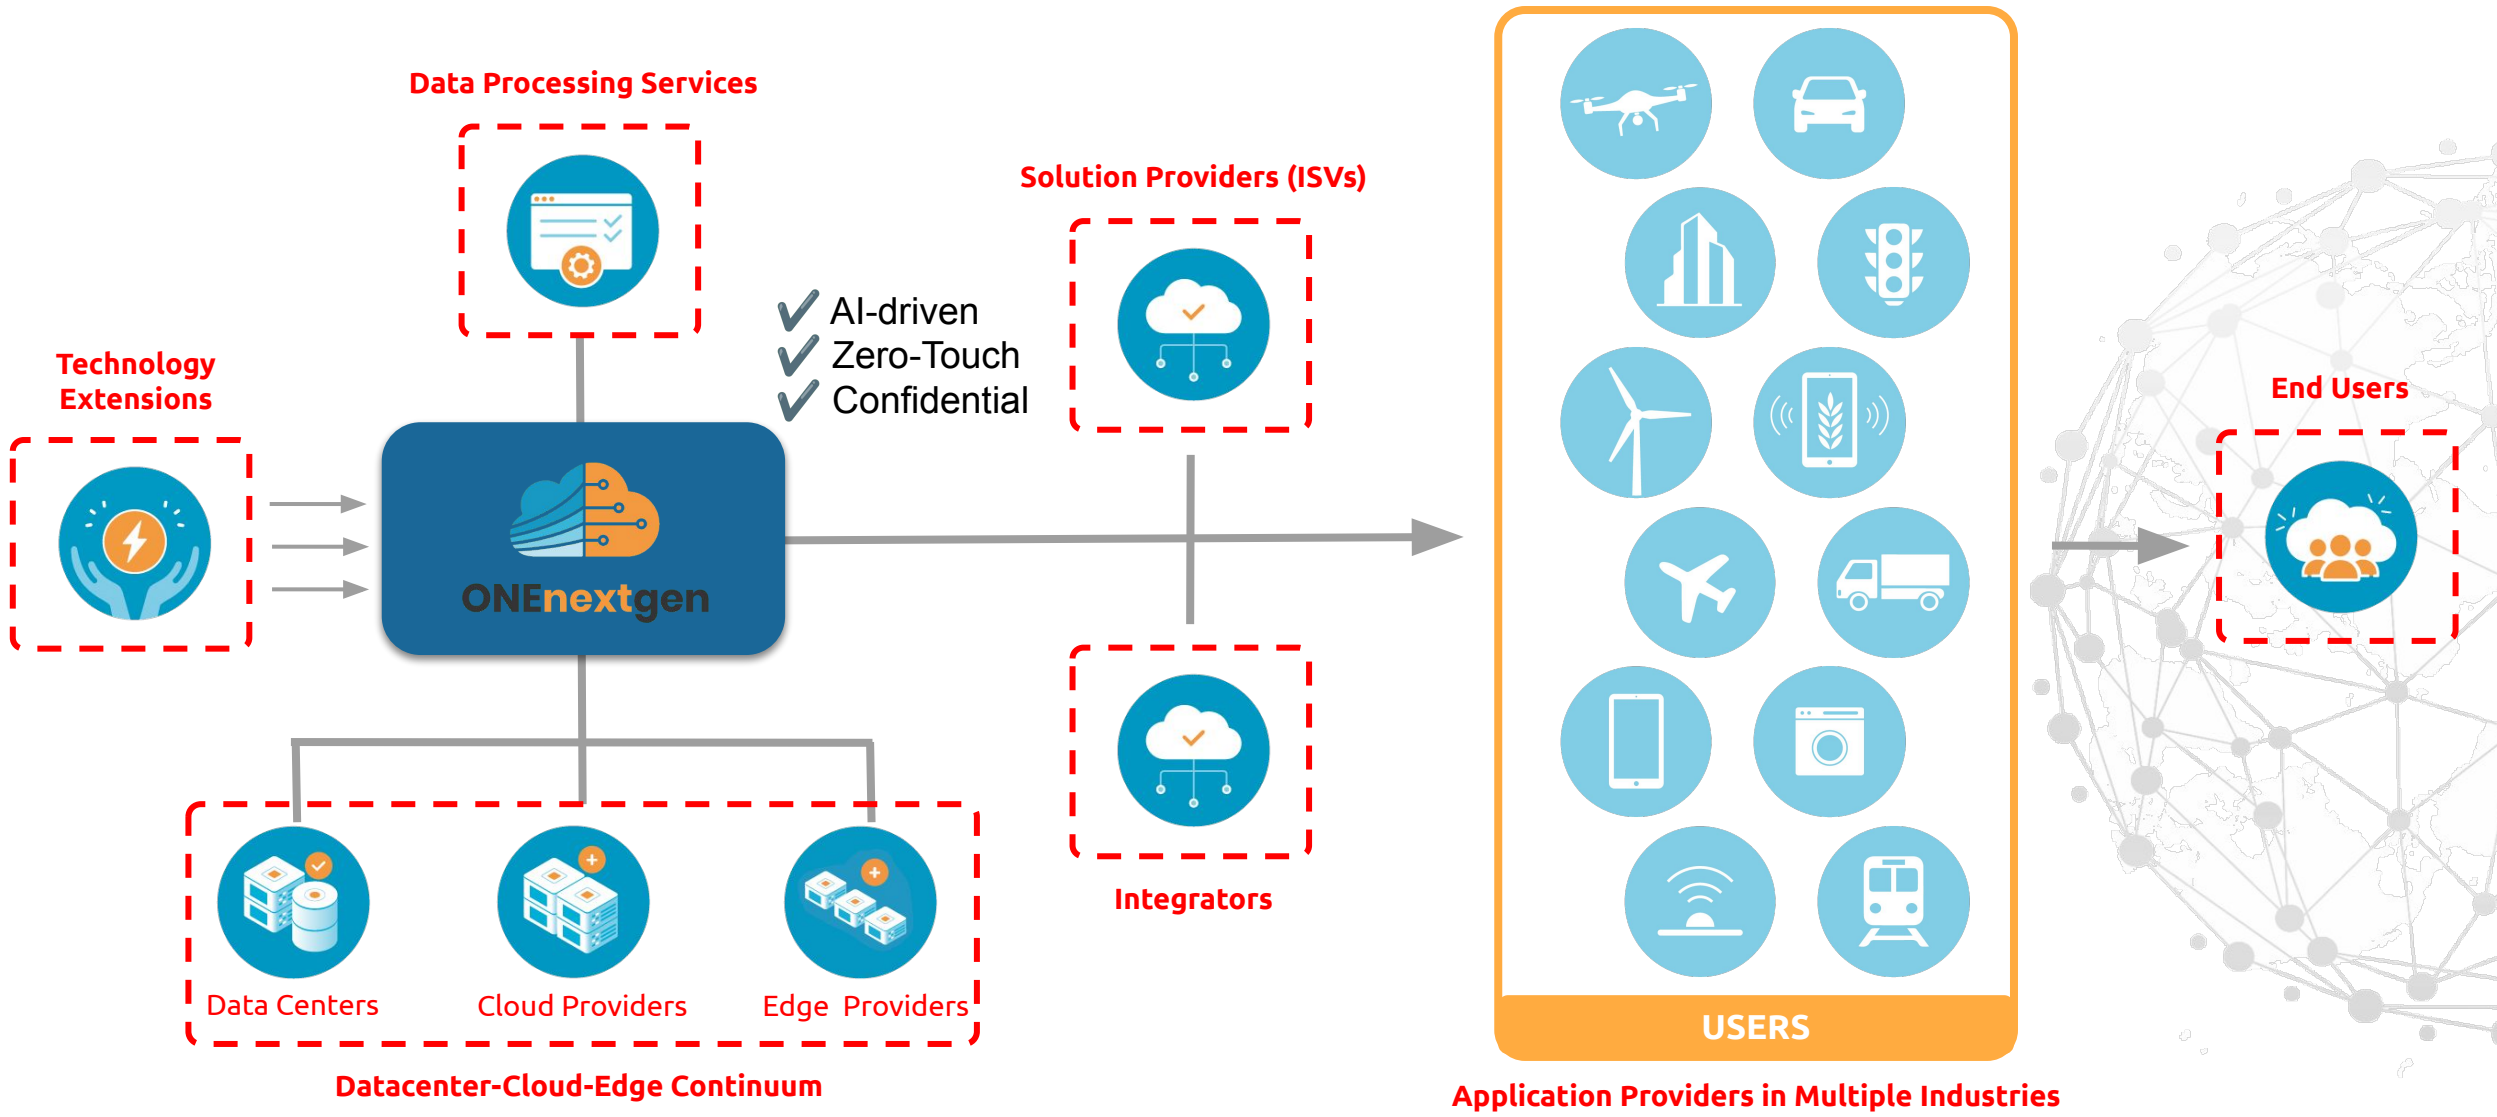 Data Processing Services
Solution Providers (ISVs)
AI-driven
Zero-Touch
Confidential
Technology
Extensions
End Users
ONEnextgen
Integrators
Data Centers
Cloud Providers
Edge Providers
USERS
Datacenter-Cloud-Edge Continuum
Application Providers in Multiple Industries